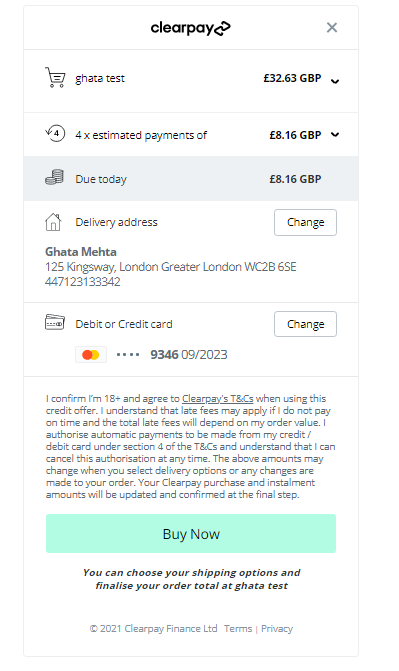 clearpay
ghata test £32.63 GBP
4
4 x estimated payments of £8.16 GBP
Due today £8.16 GBP
Delivery address Change
Ghata Mehta
125 Kingsway, London Greater London WC2B 6SE
447123133342
Debit or Credit card Change
•••• 9346 09/2023
I confirm I'm 18+ and agree to Clearpay's T&Cs when using this
credit offer. I understand that late fees may apply if I do not pay
on time and the total late fees will depend on my order value. I
authorise automatic payments to be made from my credit /
debit card under section 4 of the T&Cs and understand that I can
cancel this authorisation at any time. The above amounts may
change when you select delivery options or any changes are
made to your order. Your Clearpay purchase and instalment
amounts will be updated and confirmed at the final step.
Buy Now
You can choose your shipping options and
finalise your order total at ghata test
© 2021 Clearpay Finance Ltd Terms | Privacy